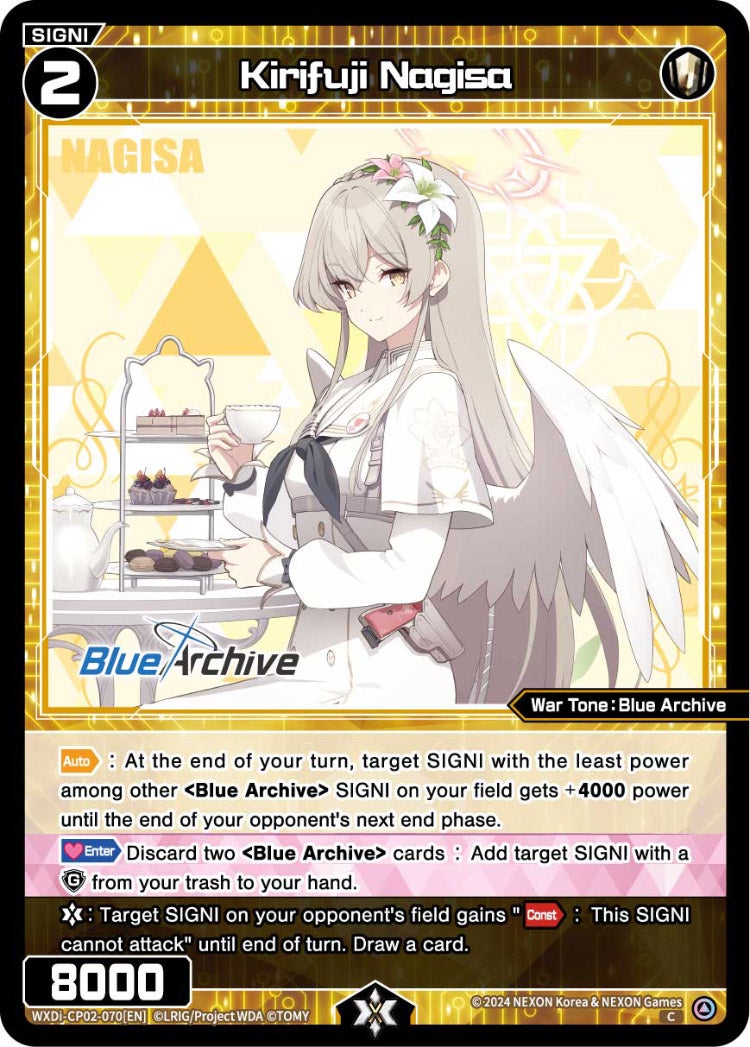 SIGNI
2
Kirifuji Nagisa
NAGISA
Blue Archive
War Tone:Blue Archive
Auto : At the end of your turn, target SIGNI with the least power
among other <Blue Archive> SIGNI on your field gets +4000 power
until the end of your opponent's next end phase.
Enter Discard two <Blue Archive> cards : Add target SIGNI with a
G from your trash to your hand.
: Target SIGNI on your opponent's field gains " Const : This SIGNI
cannot attack" until end of turn. Draw a card.
8000
©2024 NEXON Korea & NEXON Games
WXDi-CP02-070[EN] ©LRIG/Project WDA ©TOMY
C